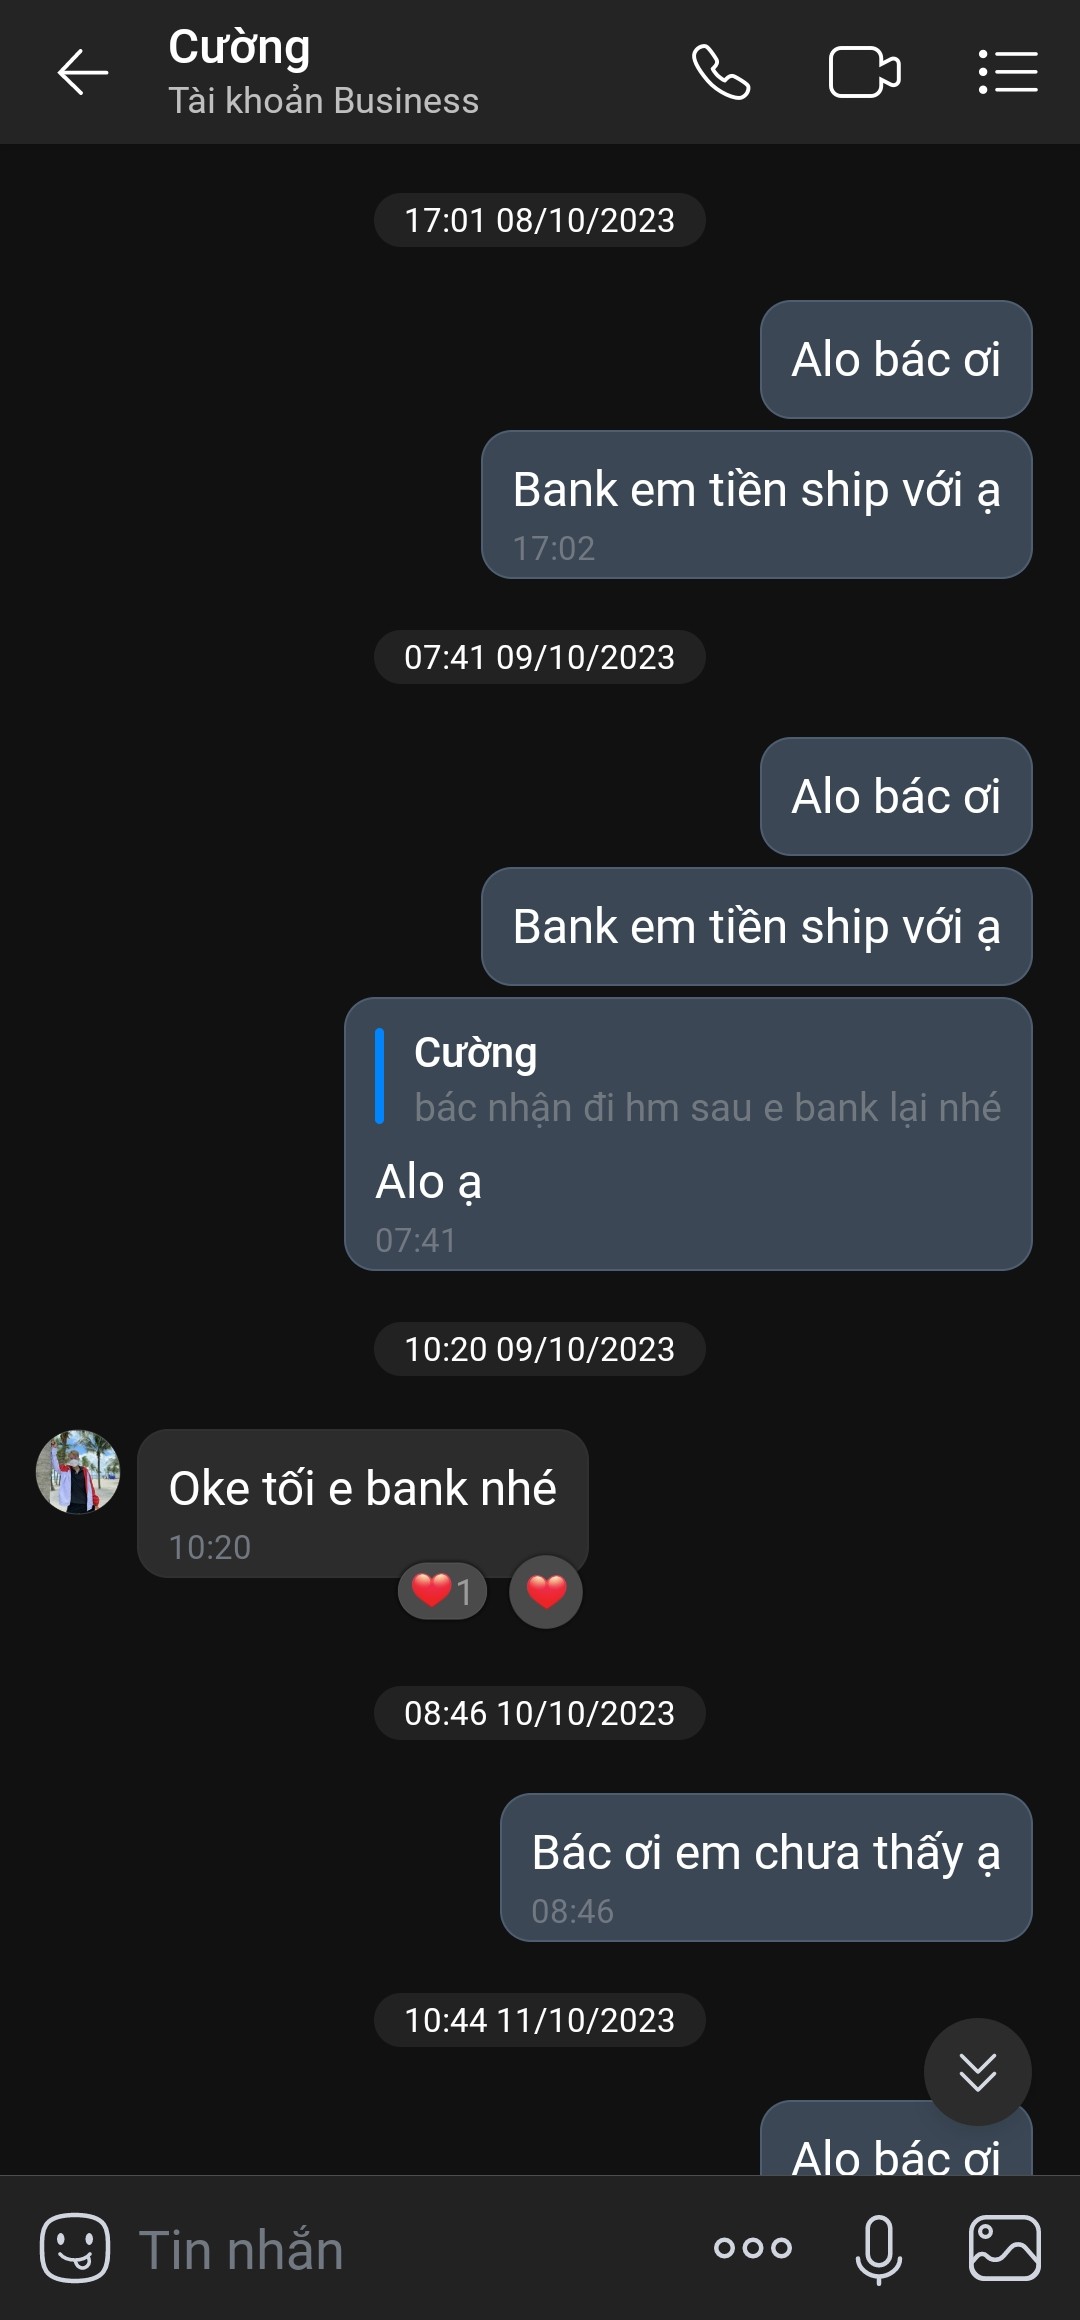 Cường
Tài khoản Business
17:01 08/10/2023
Alo bác ơi
Bank em tiền ship với ạ
17:02
07:41 09/10/2023
Alo bác ơi
Bank em tiền ship với ạ
Cường
bác nhận đi hm sau e bank lại nhé
Alo ạ
07:41
10:20 09/10/2023
Oke tối e bank nhé
10:20
1
08:46 10/10/2023
Bác ơi em chưa thấy ạ
08:46
10:44 11/10/2023
Alo bác ơi
Tin nhắn